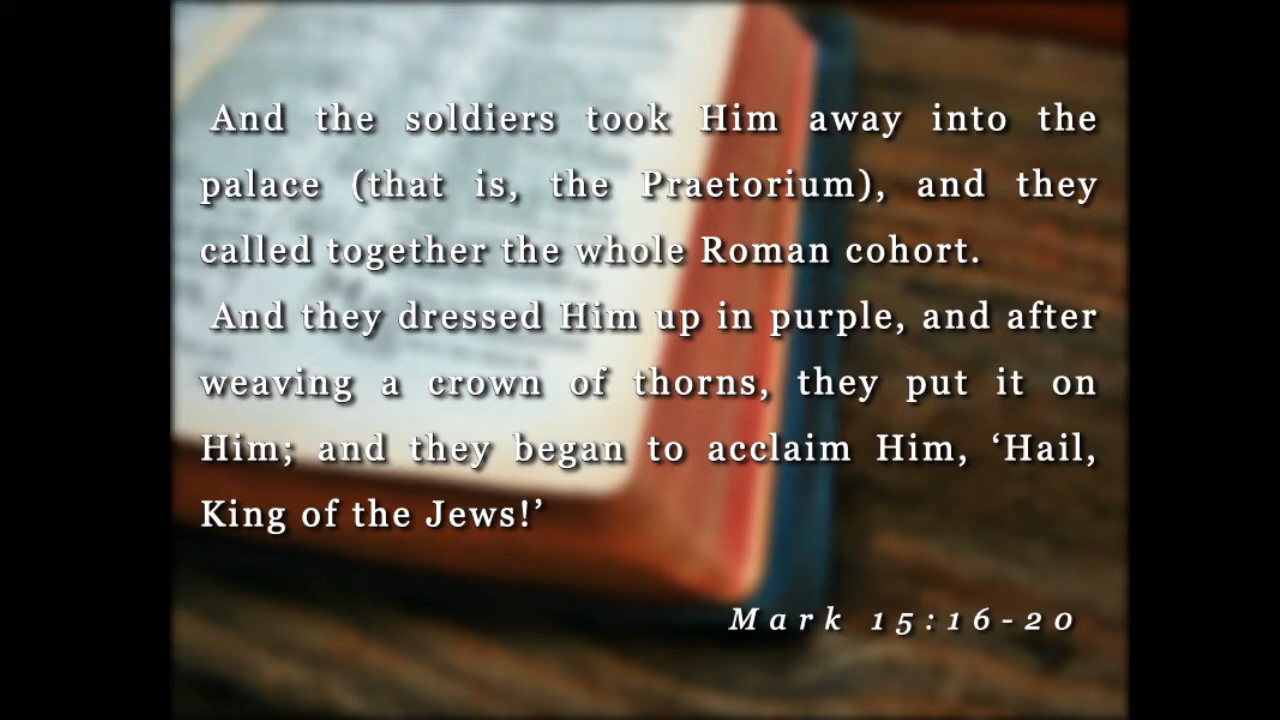 And the soldiers took Him away into the
palace (that is, the Praetorium), and they
called together the whole Roman cohort.
And they dressed Him up in purple, and after
weaving a crown of thorns, they put it on
Him; and they began to acclaim Him, ‘Hail,
King of the Jews!’
Mark 15:16-20